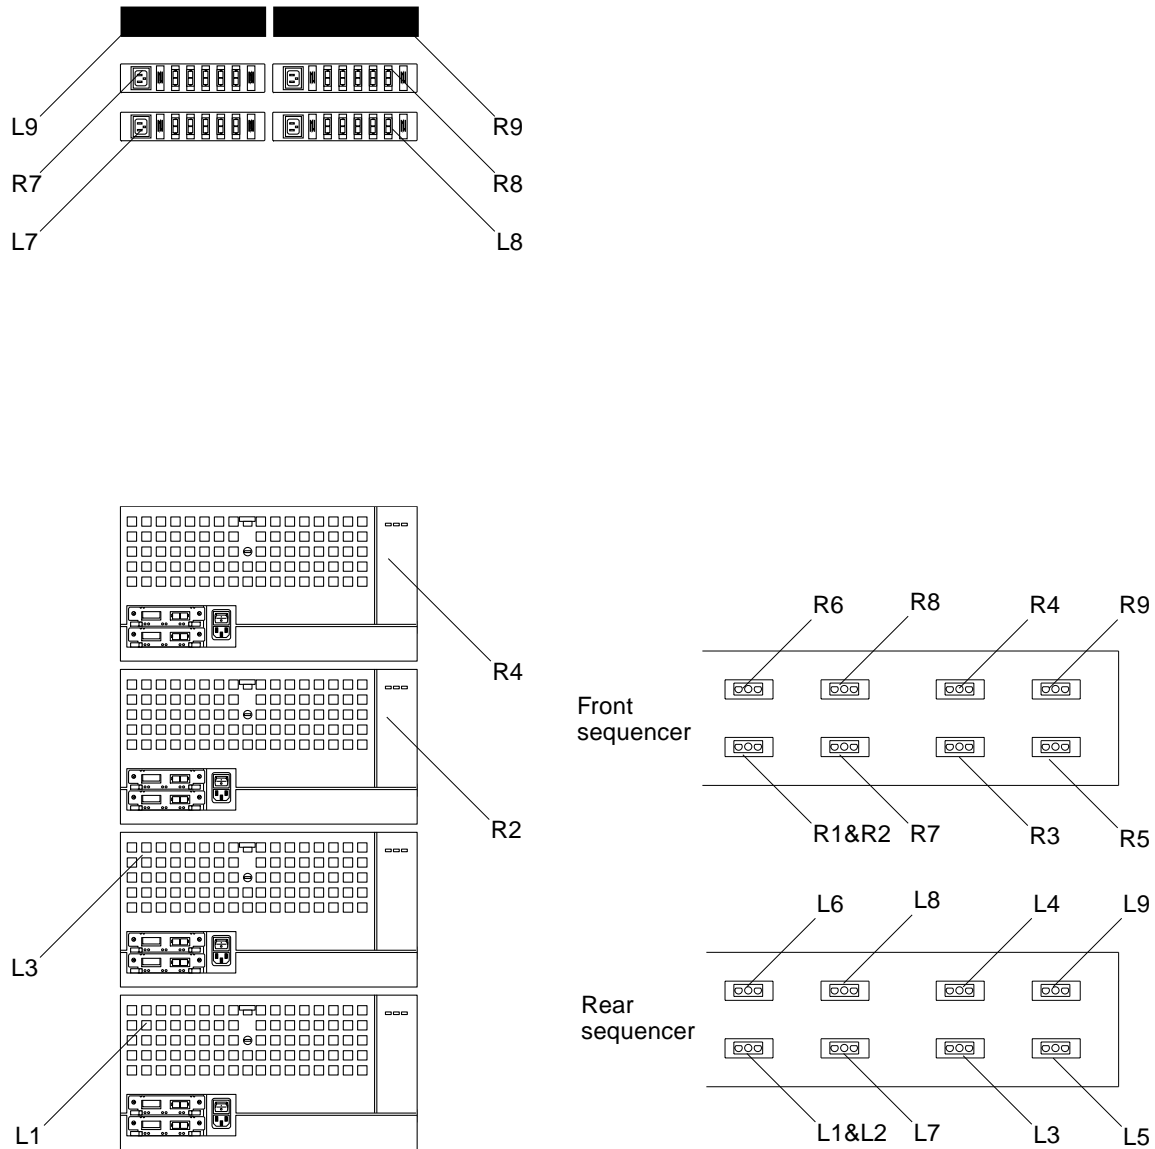 L9
R9
R7
R8
L7
L8
R4
R2
L3
L1
R6
R8
R4
R9
Front
sequencer
R1&R2
R7
R3
R5
L6
L8
L4
L9
Rear
sequencer
L1&L2
L7
L3
L5